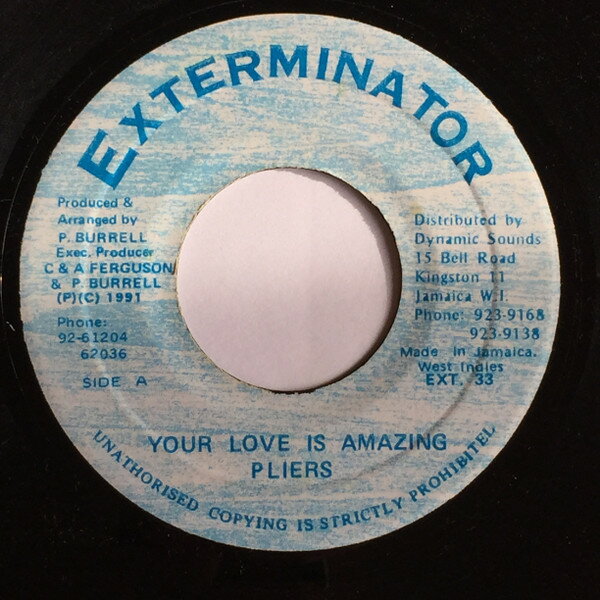 EXTERMINATOR
Produced &
Arranged by
P. BURRELL
Exec. Producer
C & A FERGUSON
& P. BURRELL
(P)(C) 1991
Phone:
92-61204
62036
SIDE A
Distributed by
Dynamic Sounds
15 Bell Road
Kingston 11
Jamaica W.I.
Phone: 923-9168
923-9138
Made in Jamaica.
West Indies
EXT. 33
YOUR LOVE IS AMAZING
PLIERS
UNATHORISED COPYING IS STRICTLY PROHIBITEL